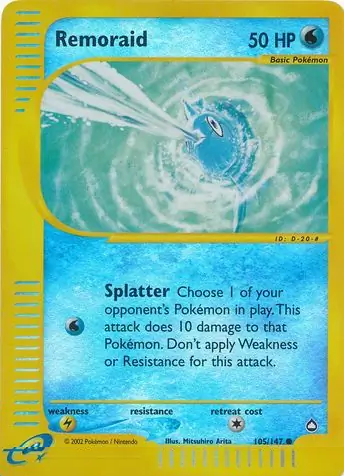 Remoraid 50 HP
Basic Pokémon
ID: D-20-#
Splatter Choose 1 of your
opponent's Pokémon in play. This
attack does 10 damage to that
Pokémon. Don't apply Weakness
or Resistance for this attack.
weakness resistance retreat cost
© 2002 Pokémon / Nintendo Illus. Mitsuhiro Arita 105/147